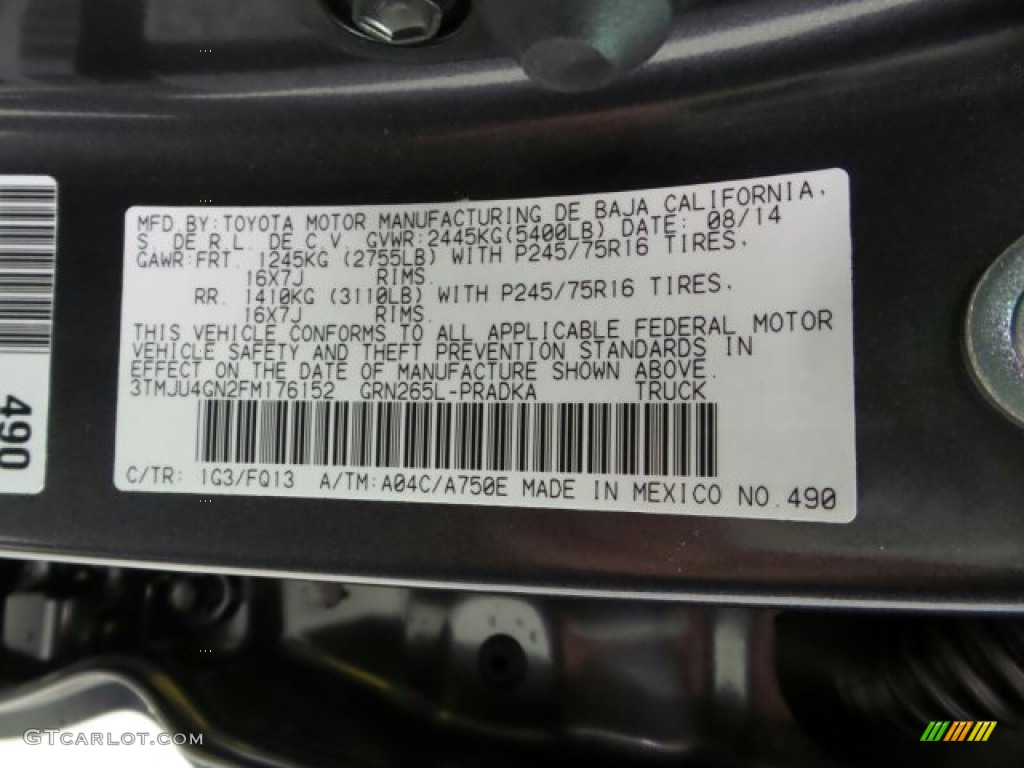 MFD.BY:TOYOTA MOTOR MANUFACTURING DE BAJA CALIFORNIA,
S. DE R.L. DE C.V. GVWR:2445KG(5400LB) DATE: 08/14
GAWR:FRT. 1245KG (2755LB) WITH P245/75R16 TIRES.
16X7J RIMS.
RR. 1410KG (3110LB) WITH P245/75R16 TIRES.
16X7J RIMS.
THIS VEHICLE CONFORMS TO ALL APPLICABLE FEDERAL MOTOR
VEHICLE SAFETY AND THEFT PREVENTION STANDARDS IN
EFFECT ON THE DATE OF MANUFACTURE SHOWN ABOVE.
3TMJU4GN2FM176152 GRN265L-PRADKA TRUCK
C/TR: 1G3/FQ13 A/TM:A04C/A750E MADE IN MEXICO NO.490
490
GTcarlot.com